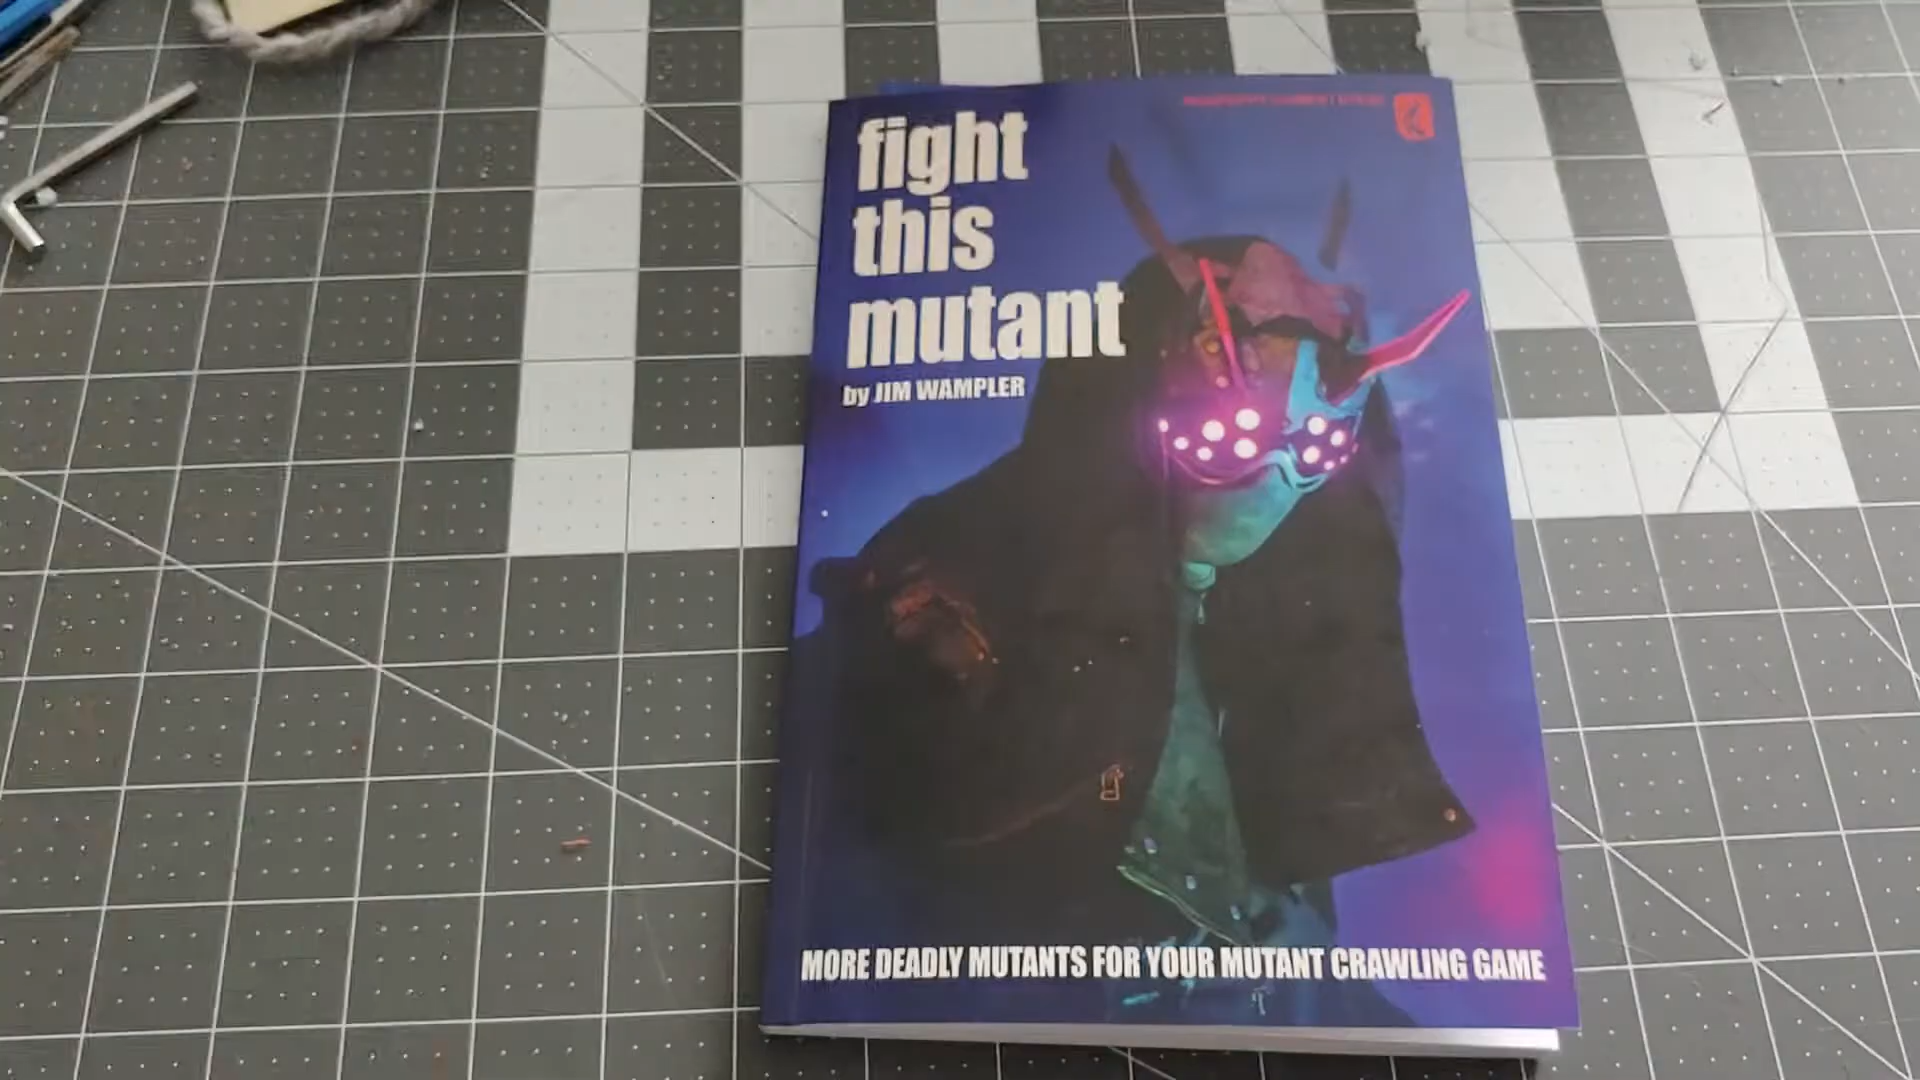 fight
this
mutant
by JIM WAMPLER
MORE DEADLY MUTANTS FOR YOUR MUTANT CRAWLING GAME